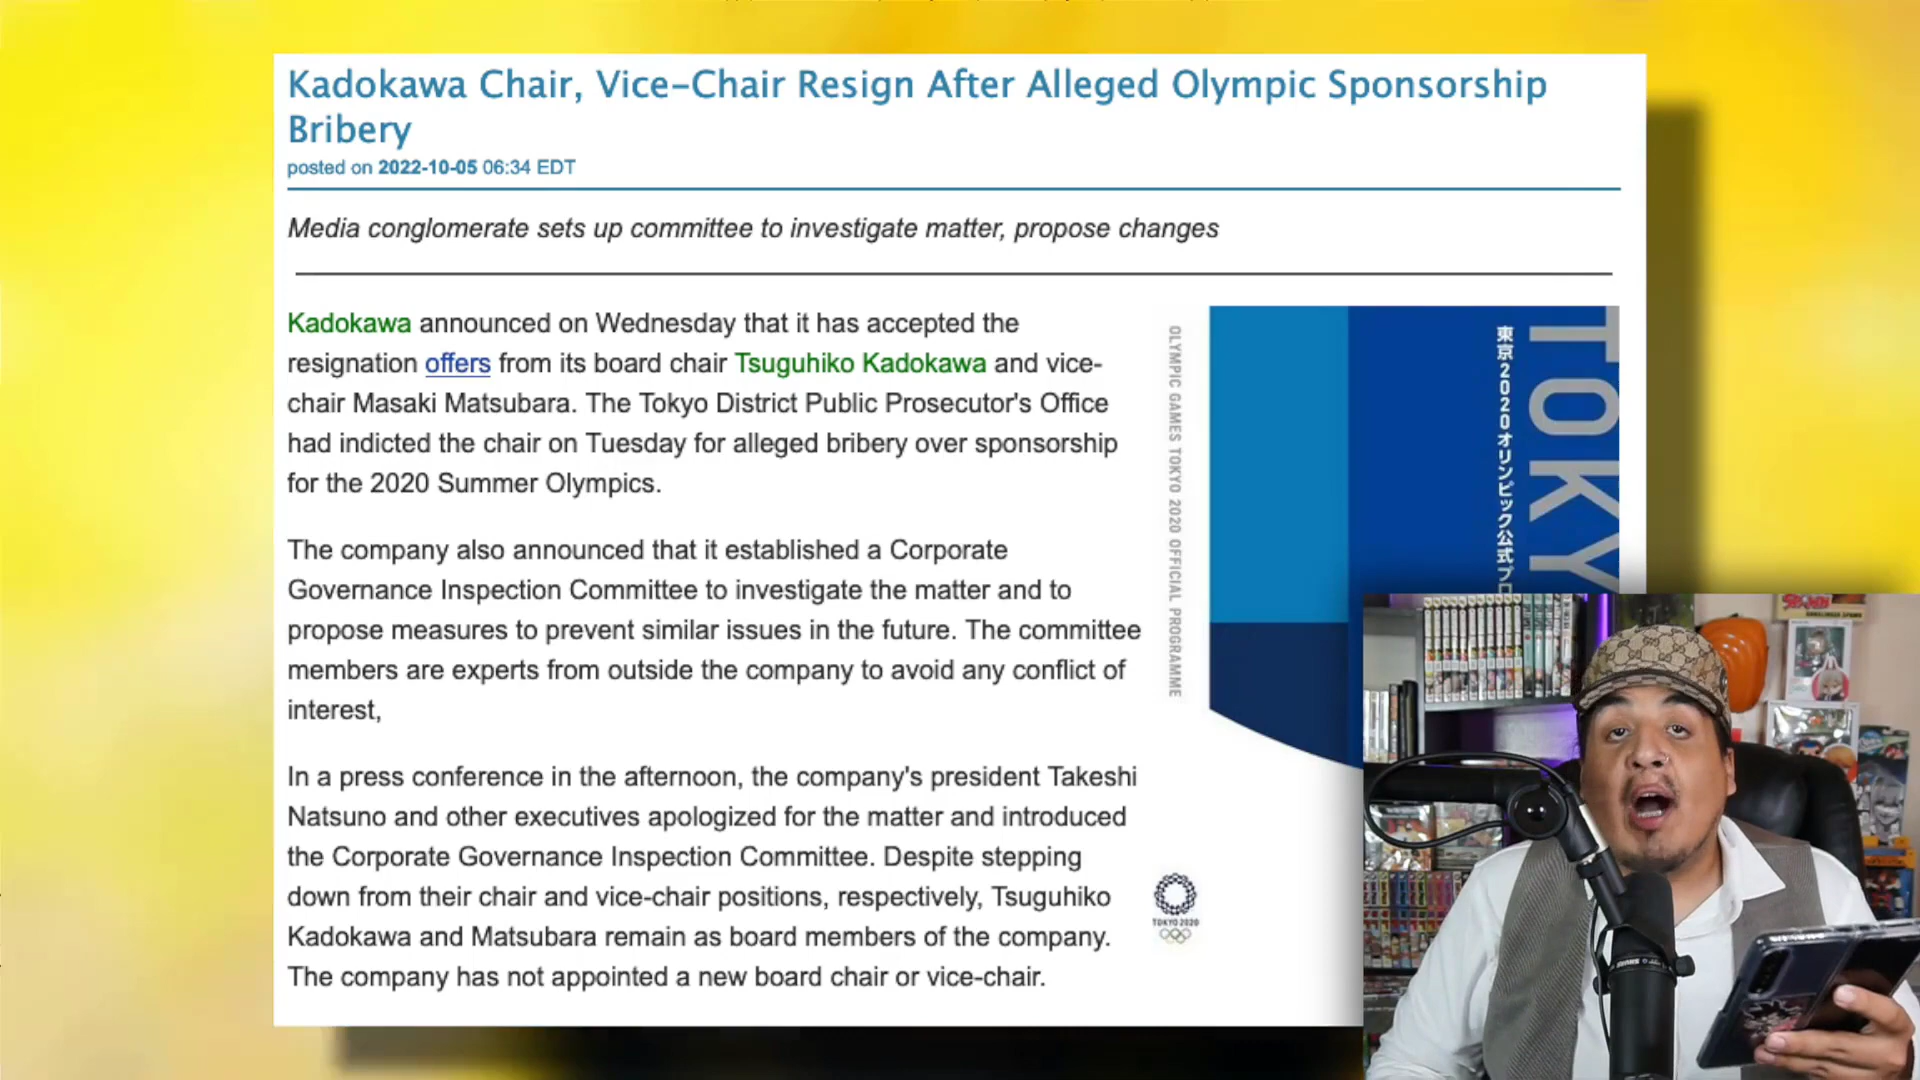 Kadokawa Chair, Vice-Chair Resign After Alleged Olympic Sponsorship
Bribery
posted on 2022-10-05 06:34 EDT
Media conglomerate sets up committee to investigate matter, propose changes
Kadokawa announced on Wednesday that it has accepted the
resignation offers from its board chair Tsuguhiko Kadokawa and vice-
chair Masaki Matsubara. The Tokyo District Public Prosecutor's Office
had indicted the chair on Tuesday for alleged bribery over sponsorship
for the 2020 Summer Olympics.
The company also announced that it established a Corporate
Governance Inspection Committee to investigate the matter and to
propose measures to prevent similar issues in the future. The committee
members are experts from outside the company to avoid any conflict of
interest,
In a press conference in the afternoon, the company's president Takeshi
Natsuno and other executives apologized for the matter and introduced
the Corporate Governance Inspection Committee. Despite stepping
down from their chair and vice-chair positions, respectively, Tsuguhiko
Kadokawa and Matsubara remain as board members of the company.
The company has not appointed a new board chair or vice-chair.
OLYMPIC GAMES TOKYO 2020 OFFICIAL PROGRAMME
東京2020オリンピック公式プロ
TOKY
TOKYO 2020